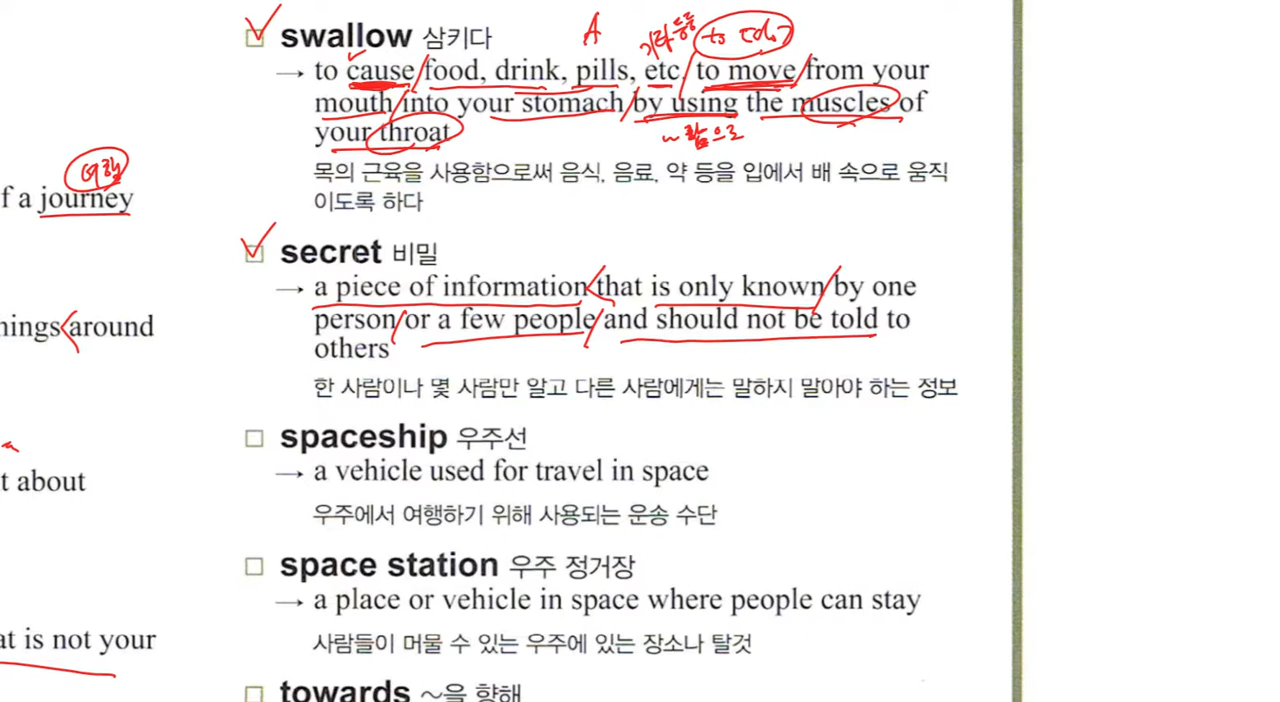 swallow 삼키다
A
기타 등등
to 동사
→ to cause food, drink, pills, etc. to move from your
mouth into your stomach by using the muscles of
~함으로
your throat
목의 근육을 사용함으로써 음식, 음료, 약 등을 입에서 배 속으로 움직
이도록 하다
여행
f a journey
secret 비밀
→ a piece of information that is only known by one
person or a few people and should not be told to
others
한 사람이나 몇 사람만 알고 다른 사람에게는 말하지 말아야 하는 정보
around
spaceship 우주선
→ a vehicle used for travel in space
우주에서 여행하기 위해 사용되는 운송 수단
t about
space station 우주 정거장
→ a place or vehicle in space where people can stay
사람들이 머물 수 있는 우주에 있는 장소나 탈것
at is not your
towards ~을 향해